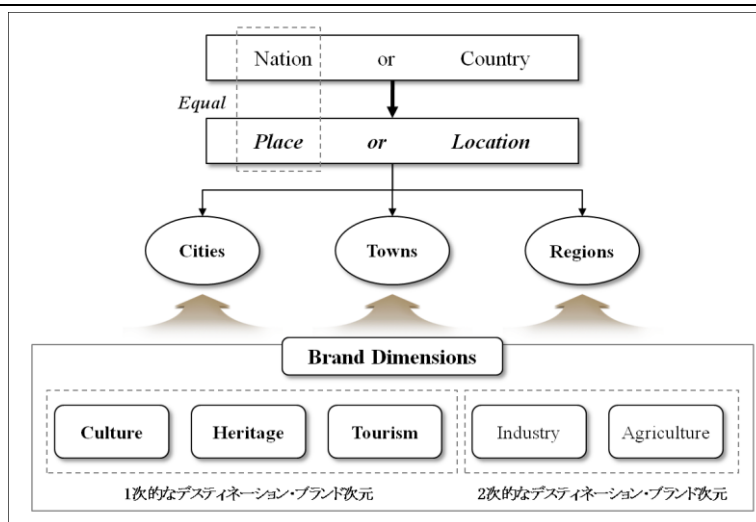 Nation or Country
Equal
Place or Location
Cities Towns Regions
Brand Dimensions
Culture Heritage Tourism Industry Agriculture
1次的なデスティネーション・ブランド次元 2次的なデスティネーション・ブランド次元